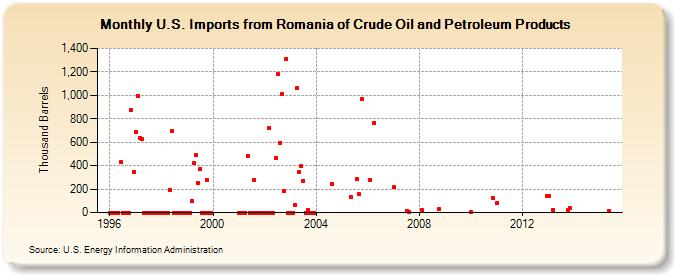 Monthly U.S. Imports from Romania of Crude Oil and Petroleum Products
Thousand Barrels
1,400
1,200
1,000
800
600
400
200
0
1996 2000 2004 2008 2012
Source: U.S. Energy Information Administration